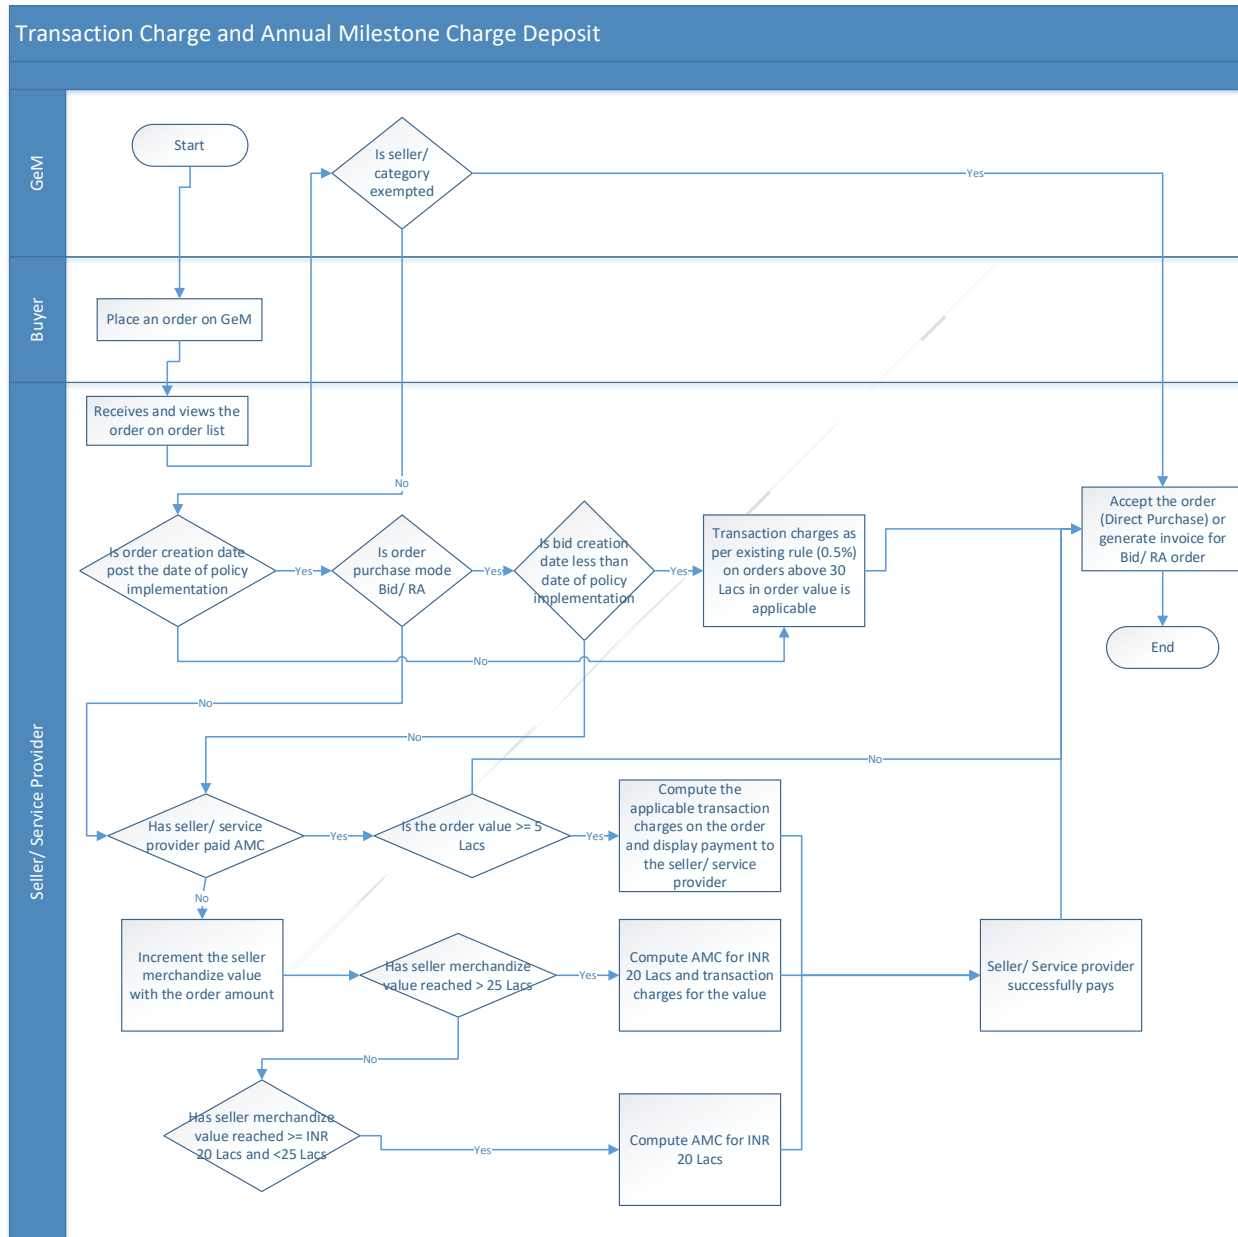 Transaction Charge and Annual Milestone Charge Deposit
GeM
Start
Is seller/
category
exempted
Yes
Buyer
Place an order on GeM
Seller/ Service Provider
Receives and views the
order on order list
No
Is order creation date
post the date of policy
implementation
Yes
Is order
purchase mode
Bid/ RA
Yes
Is bid creation
date less than
date of policy
implementation
Yes
Transaction charges as
per existing rule (0.5%)
on orders above 30
Lacs in order value is
applicable
Accept the order
(Direct Purchase) or
generate invoice for
Bid/ RA order
End
No
No
No
No
Has seller/ service
provider paid AMC
Yes
Is the order value >= 5
Lacs
Yes
Compute the
applicable transaction
charges on the order
and display payment to
the seller/ service
provider
No
Increment the seller
merchandize value
with the order amount
Has seller merchandize
value reached > 25 Lacs
Yes
Compute AMC for INR
20 Lacs and transaction
charges for the value
Seller/ Service provider
successfully pays
No
Has seller merchandize
value reached >= INR
20 Lacs and <25 Lacs
Yes
Compute AMC for INR
20 Lacs